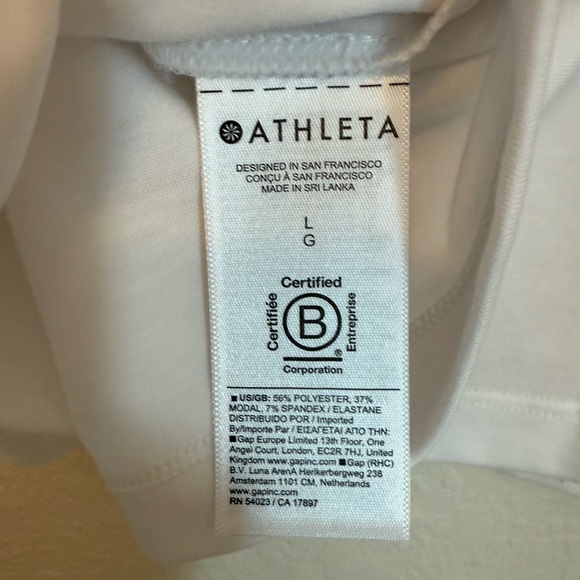 ATHLETA
DESIGNED IN SAN FRANCISCO
CONÇU À SAN FRANCISCO
MADE IN SRI LANKA
L
G
Certified
Certifiée
B
Entreprise
®
Corporation
■ US/GB: 56% POLYESTER, 37%
MODAL, 7% SPANDEX / ELASTANE
DISTRIBUIDO POR / Imported
By/Importe Par / ΕΙΣΑΓΕΤΑΙ ΑΠΟ ΤΗΝ:
■Gap Europe Limited 13th Floor, One
Angel Court, London, EC2R 7HJ, United
Kingdom www.gapinc.com ■Gap (RHC)
B.V. Luna ArenA Herikerbergweg 238
Amsterdam 1101 CM, Netherlands
www.gapinc.com
RN 54023 / CA 17897